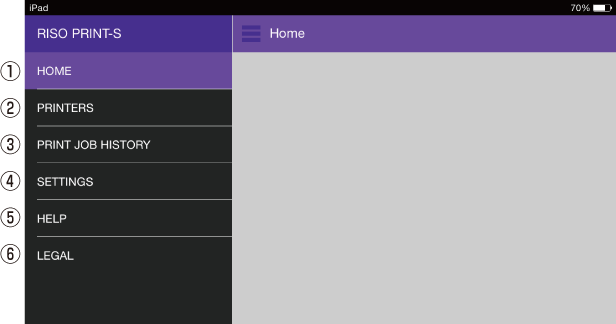 iPad 70%
RISO PRINT-S Home
① HOME
② PRINTERS
③ PRINT JOB HISTORY
④ SETTINGS
⑤ HELP
⑥ LEGAL